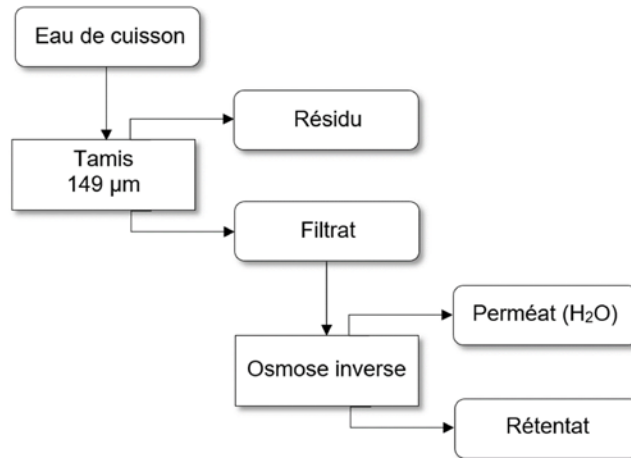 Eau de cuisson
Résidu
Tamis
149 µm
Filtrat
Perméat (H₂O)
Osmose inverse
Rétentat